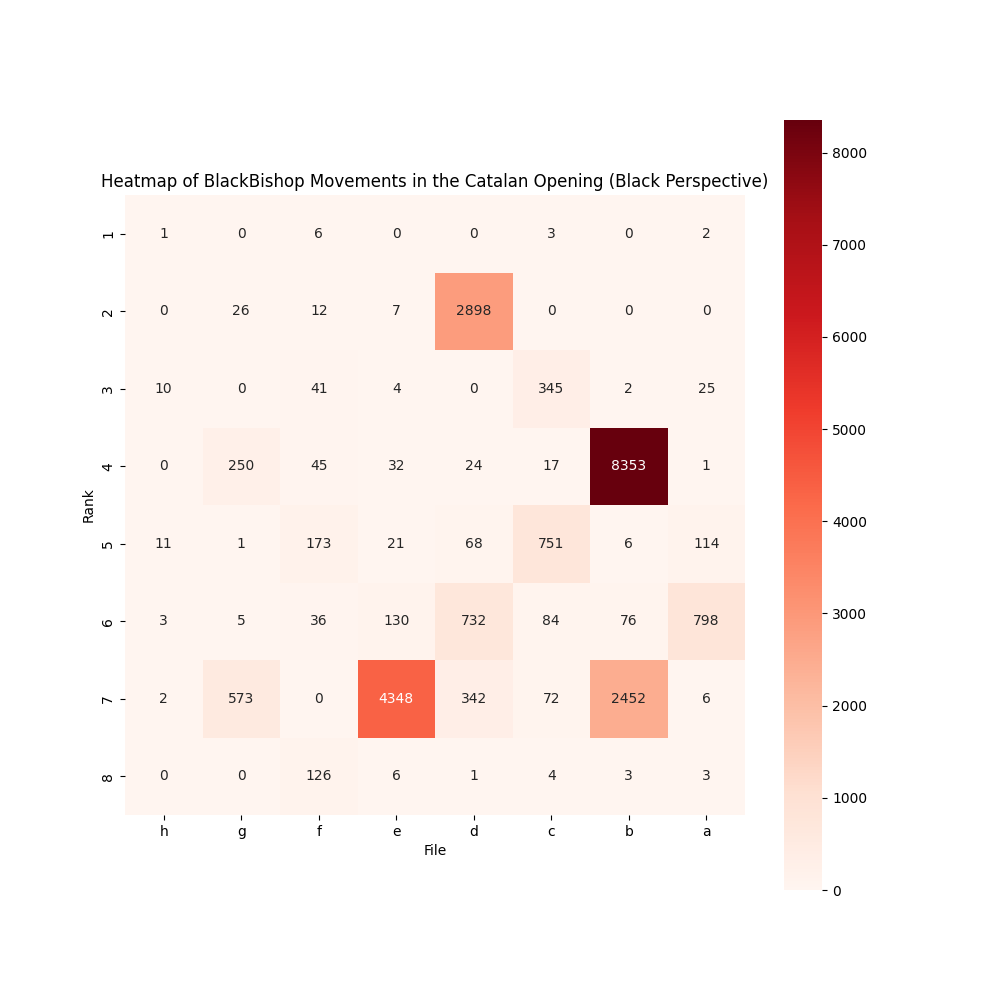 Heatmap of BlackBishop Movements in the Catalan Opening (Black Perspective)
1 1 0 6 0 0 3 0 2
2 0 26 12 7 2898 0 0 0
3 10 0 41 4 0 345 2 25
4 0 250 45 32 24 17 8353 1
5 11 1 173 21 68 751 6 114
6 3 5 36 130 732 84 76 798
7 2 573 0 4348 342 72 2452 6
8 0 0 126 6 1 4 3 3
h g f e d c b a
File
Rank
8000
7000
6000
5000
4000
3000
2000
1000
0